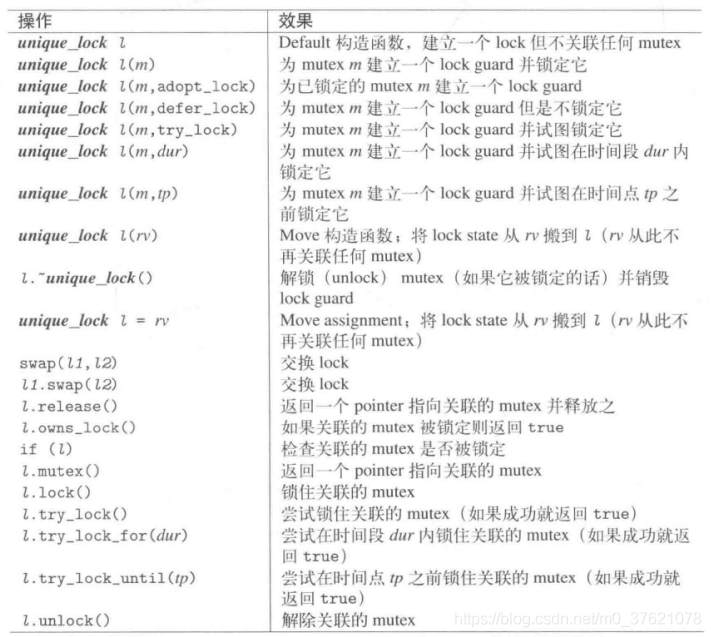 操作 效果
unique_lock l Default 构造函数，建立一个 lock 但不关联任何 mutex
unique_lock l(m) 为 mutex m 建立一个 lock guard 并锁定它
unique_lock l(m,adopt_lock) 为已锁定的 mutex m 建立一个 lock guard
unique_lock l(m,defer_lock) 为 mutex m 建立一个 lock guard 但是不锁定它
unique_lock l(m,try_lock) 为 mutex m 建立一个 lock guard 并试图锁定它
unique_lock l(m,dur) 为 mutex m 建立一个 lock guard 并试图在时间段 dur 内
锁定它
unique_lock l(m,tp) 为 mutex m 建立一个 lock guard 并试图在时间点 tp 之
前锁定它
unique_lock l(rv) Move 构造函数；将 lock state 从 rv 搬到 l（rv 从此不
再关联任何 mutex）
l.~unique_lock() 解锁（unlock） mutex（如果它被锁定的话）并销毁
lock guard
unique_lock l = rv Move assignment；将 lock state 从 rv 搬到 l（rv 从此不
再关联任何 mutex）
swap(l1,l2) 交换 lock
l1.swap(l2) 交换 lock
l.release() 返回一个 pointer 指向关联的 mutex 并释放之
l.owns_lock() 如果关联的 mutex 被锁定则返回 true
if (l) 检查关联的 mutex 是否被锁定
l.mutex() 返回一个 pointer 指向关联的 mutex
l.lock() 锁住关联的 mutex
l.try_lock() 尝试锁住关联的 mutex（如果成功就返回 true）
l.try_lock_for(dur) 尝试在时间段 dur 内锁住关联的 mutex（如果成功就返
回 true）
l.try_lock_until(tp) 尝试在时间点 tp 之前锁住关联的 mutex（如果成功就
返回 true）
l.unlock() 解除关联的 mutex
https://blog.csdn.net/m0_37621078